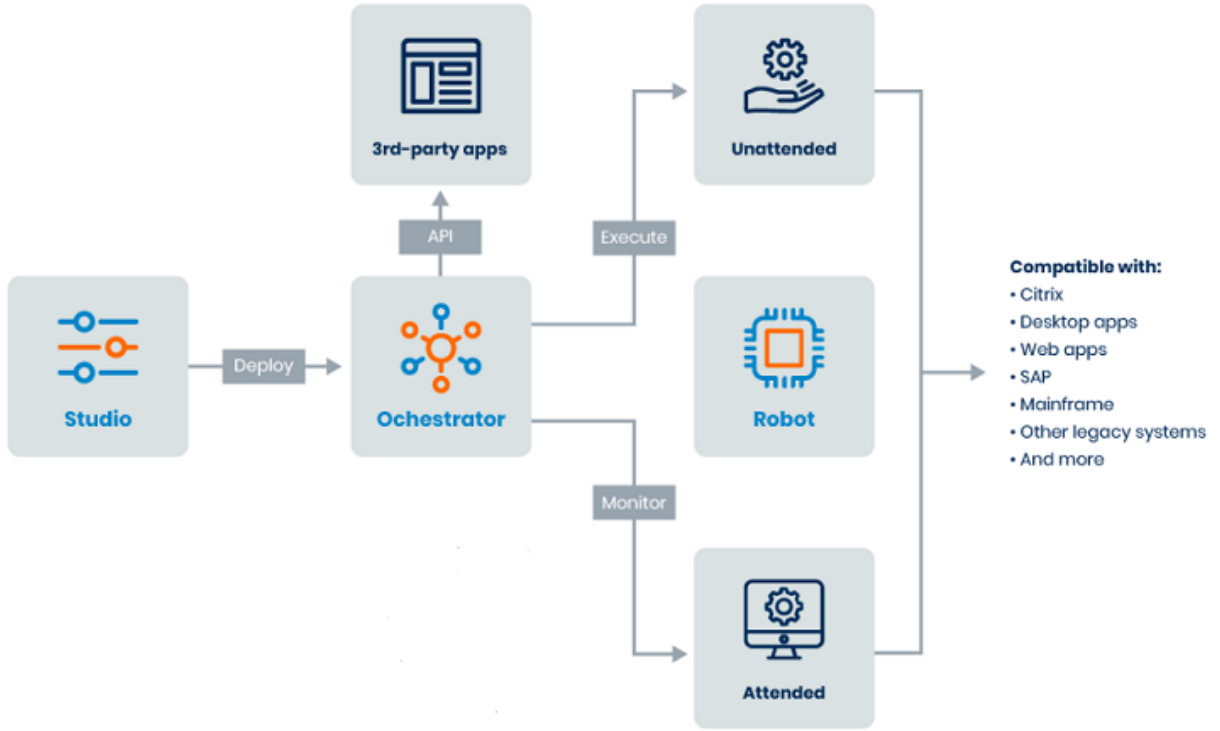 3rd-party apps
Unattended
API
Execute
Studio
Deploy
Ochestrator
Robot
Monitor
Attended
Compatible with:
• Citrix
• Desktop apps
• Web apps
• SAP
• Mainframe
• Other legacy systems
• And more